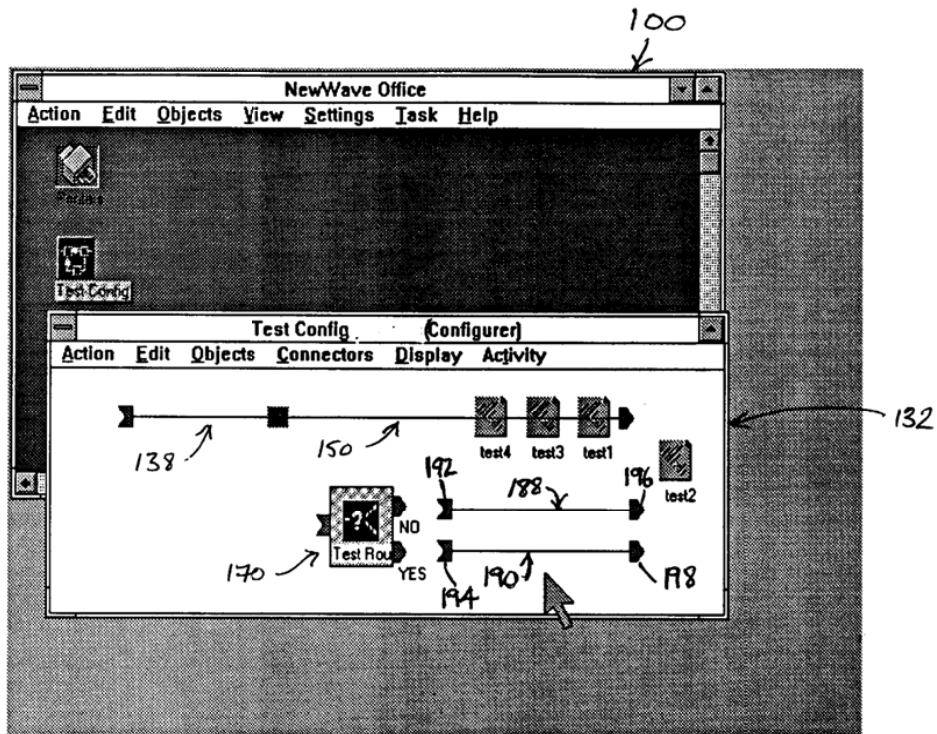 100
NewWave Office
Action Edit Objects View Settings Task Help
Test Config
Test Config (Configurer)
Action Edit Objects Connectors Display Activity
132
138
150
test4 test3 test1
test2
192
188
196
NO
Test Rou
170
YES
194
190
198